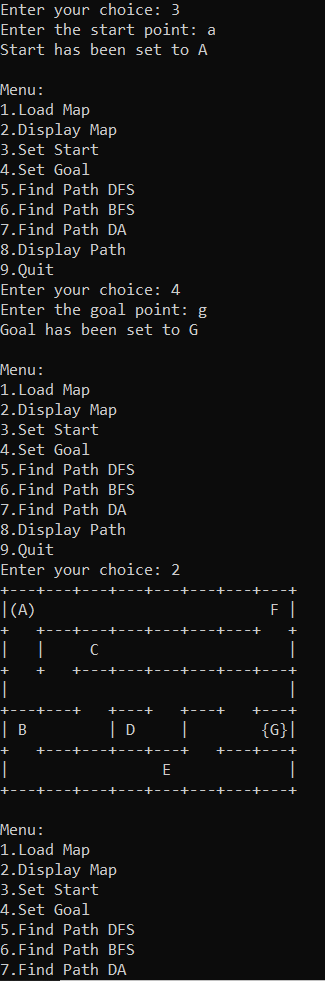 Enter your choice: 3
Enter the start point: a
Start has been set to A

Menu:
1.Load Map
2.Display Map
3.Set Start
4.Set Goal
5.Find Path DFS
6.Find Path BFS
7.Find Path DA
8.Display Path
9.Quit
Enter your choice: 4
Enter the goal point: g
Goal has been set to G

Menu:
1.Load Map
2.Display Map
3.Set Start
4.Set Goal
5.Find Path DFS
6.Find Path BFS
7.Find Path DA
8.Display Path
9.Quit
Enter your choice: 2
+---+---+---+---+---+---+---+---+
|(A)                          F |
+   +---+---+---+---+---+---+   +
|   |     C                     |
+   +   +---+---+---+---+---+---+
|                               |
+---+---+   +---+   +---+   +---+
| B         | D     |        {G}|
+   +---+---+---+---+   +---+---+
|                 E             |
+---+---+---+---+---+---+---+---+

Menu:
1.Load Map
2.Display Map
3.Set Start
4.Set Goal
5.Find Path DFS
6.Find Path BFS
7.Find Path DA